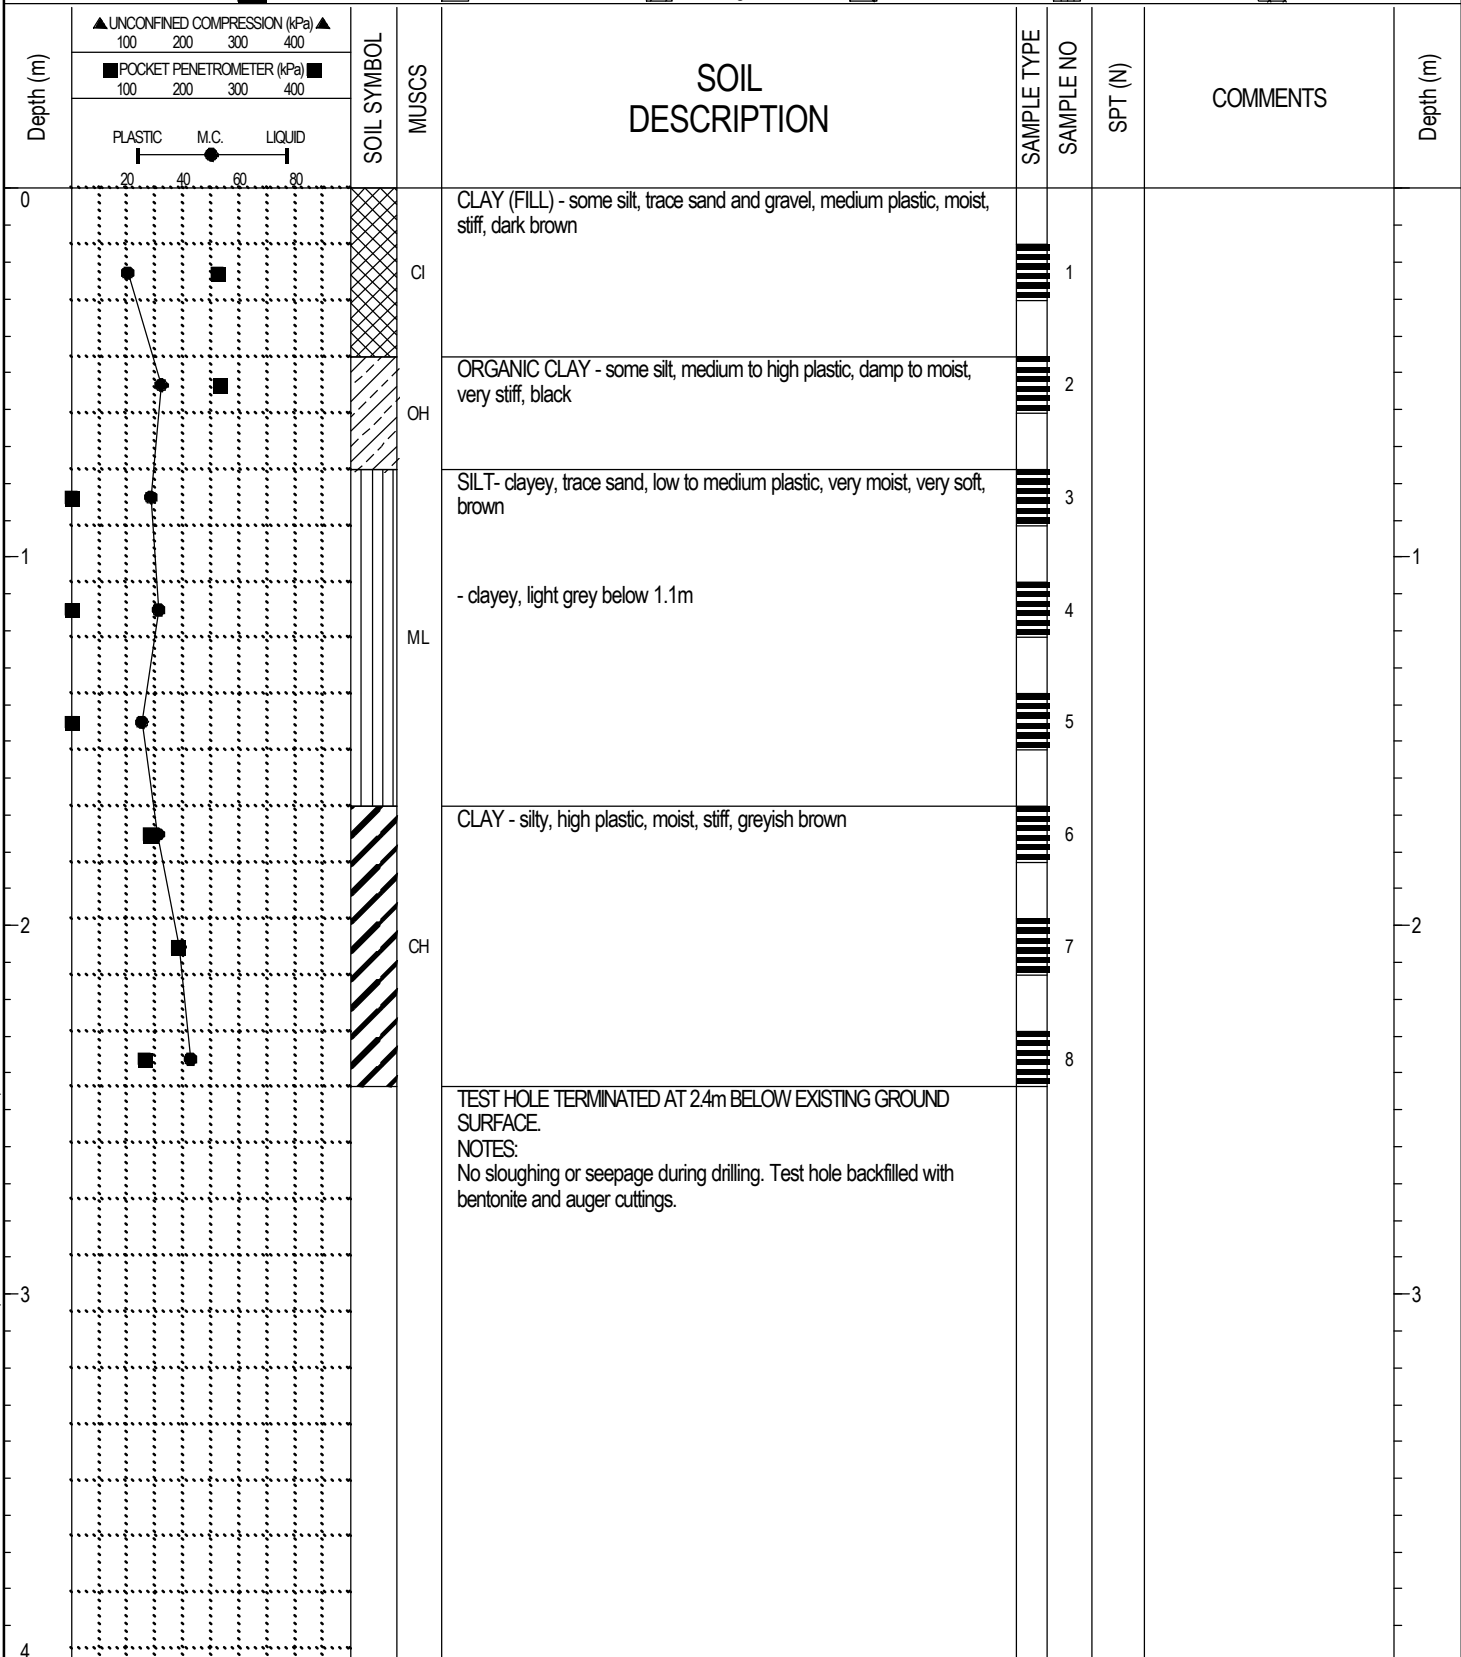 ▲UNCONFINED COMPRESSION (kPa)▲
100 200 300 400
■POCKET PENETROMETER (kPa)■
100 200 300 400
PLASTIC M.C. LIQUID
20 40 60 80
Depth (m)
SOIL SYMBOL
MUSCS
SOIL
DESCRIPTION
SAMPLE TYPE
SAMPLE NO
SPT (N)
COMMENTS
Depth (m)
0
CLAY (FILL) - some silt, trace sand and gravel, medium plastic, moist,
stiff, dark brown
CI
1
ORGANIC CLAY - some silt, medium to high plastic, damp to moist,
very stiff, black
2
OH
SILT- clayey, trace sand, low to medium plastic, very moist, very soft,
brown
3
1
1
- clayey, light grey below 1.1m
4
ML
5
CLAY - silty, high plastic, moist, stiff, greyish brown
6
2
2
CH
7
8
TEST HOLE TERMINATED AT 2.4m BELOW EXISTING GROUND
SURFACE.
NOTES:
No sloughing or seepage during drilling. Test hole backfilled with
bentonite and auger cuttings.
3
3
4